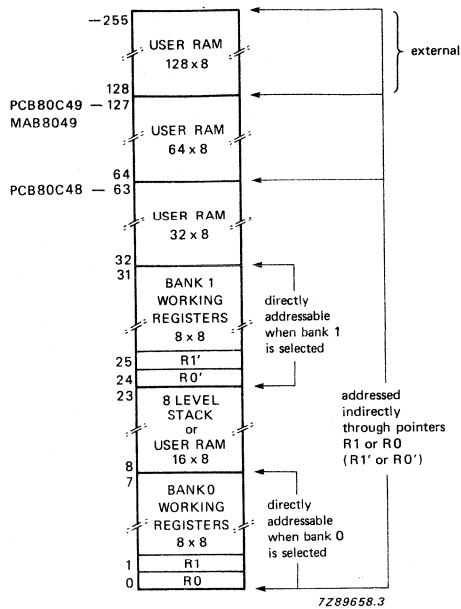 — 255
USER RAM
128 x 8
external
128
PCB80C49 — 127
MAB8049
USER RAM
64 x 8
64
PCB80C48 — 63
USER RAM
32 x 8
32
31
BANK 1
WORKING
REGISTERS
8 x 8
directly
addressable
when bank 1
is selected
25
R1'
24
R0'
23
8 LEVEL
STACK
or
USER RAM
16 x 8
addressed
indirectly
through pointers
R1 or R0
(R1' or R0')
8
7
BANK0
WORKING
REGISTERS
8 x 8
directly
addressable
when bank 0
is selected
1
R1
0
R0
7Z89658.3